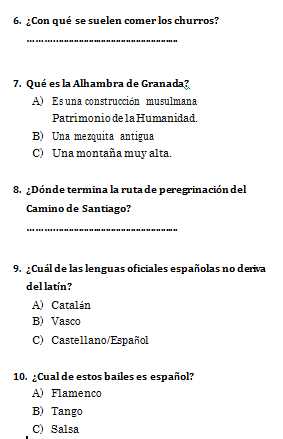 6. ¿Con qué se suelen comer los churros?
......................................................
7. Qué es la Alhambra de Granada?
A) Es una construcción musulmana
Patrimonio de la Humanidad.
B) Una mezquita antigua
C) Una montaña muy alta.
8. ¿Dónde termina la ruta de peregrinación del
Camino de Santiago?
......................................................
9. ¿Cuál de las lenguas oficiales españolas no deriva
del latín?
A) Catalán
B) Vasco
C) Castellano/Español
10. ¿Cual de estos bailes es español?
A) Flamenco
B) Tango
C) Salsa